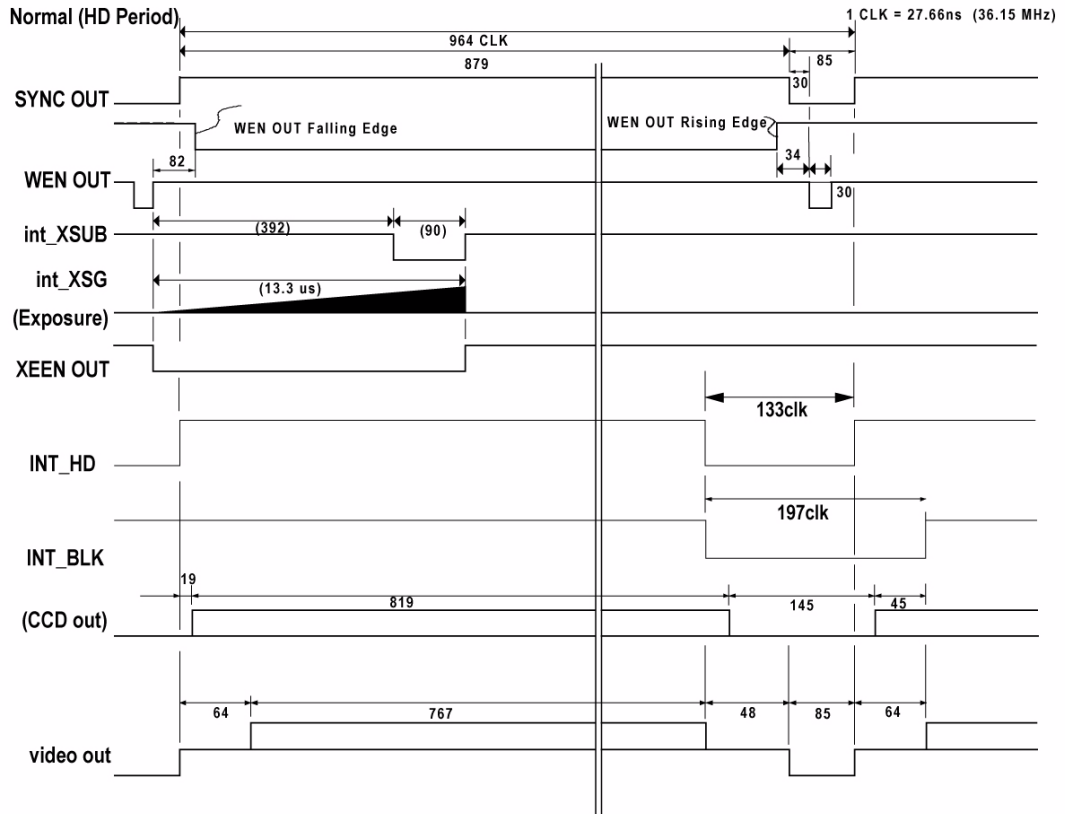 Normal (HD Period)
1 CLK = 27.66ns (36.15 MHz)
964 CLK
879
85
30
SYNC OUT
WEN OUT Falling Edge
WEN OUT Rising Edge
82
34
WEN OUT
30
(392)
(90)
int_XSUB
int_XSG
(13.3 us)
(Exposure)
XEEN OUT
133clk
INT_HD
197clk
INT_BLK
19
819
145
45
(CCD out)
64
767
48
85
64
video out